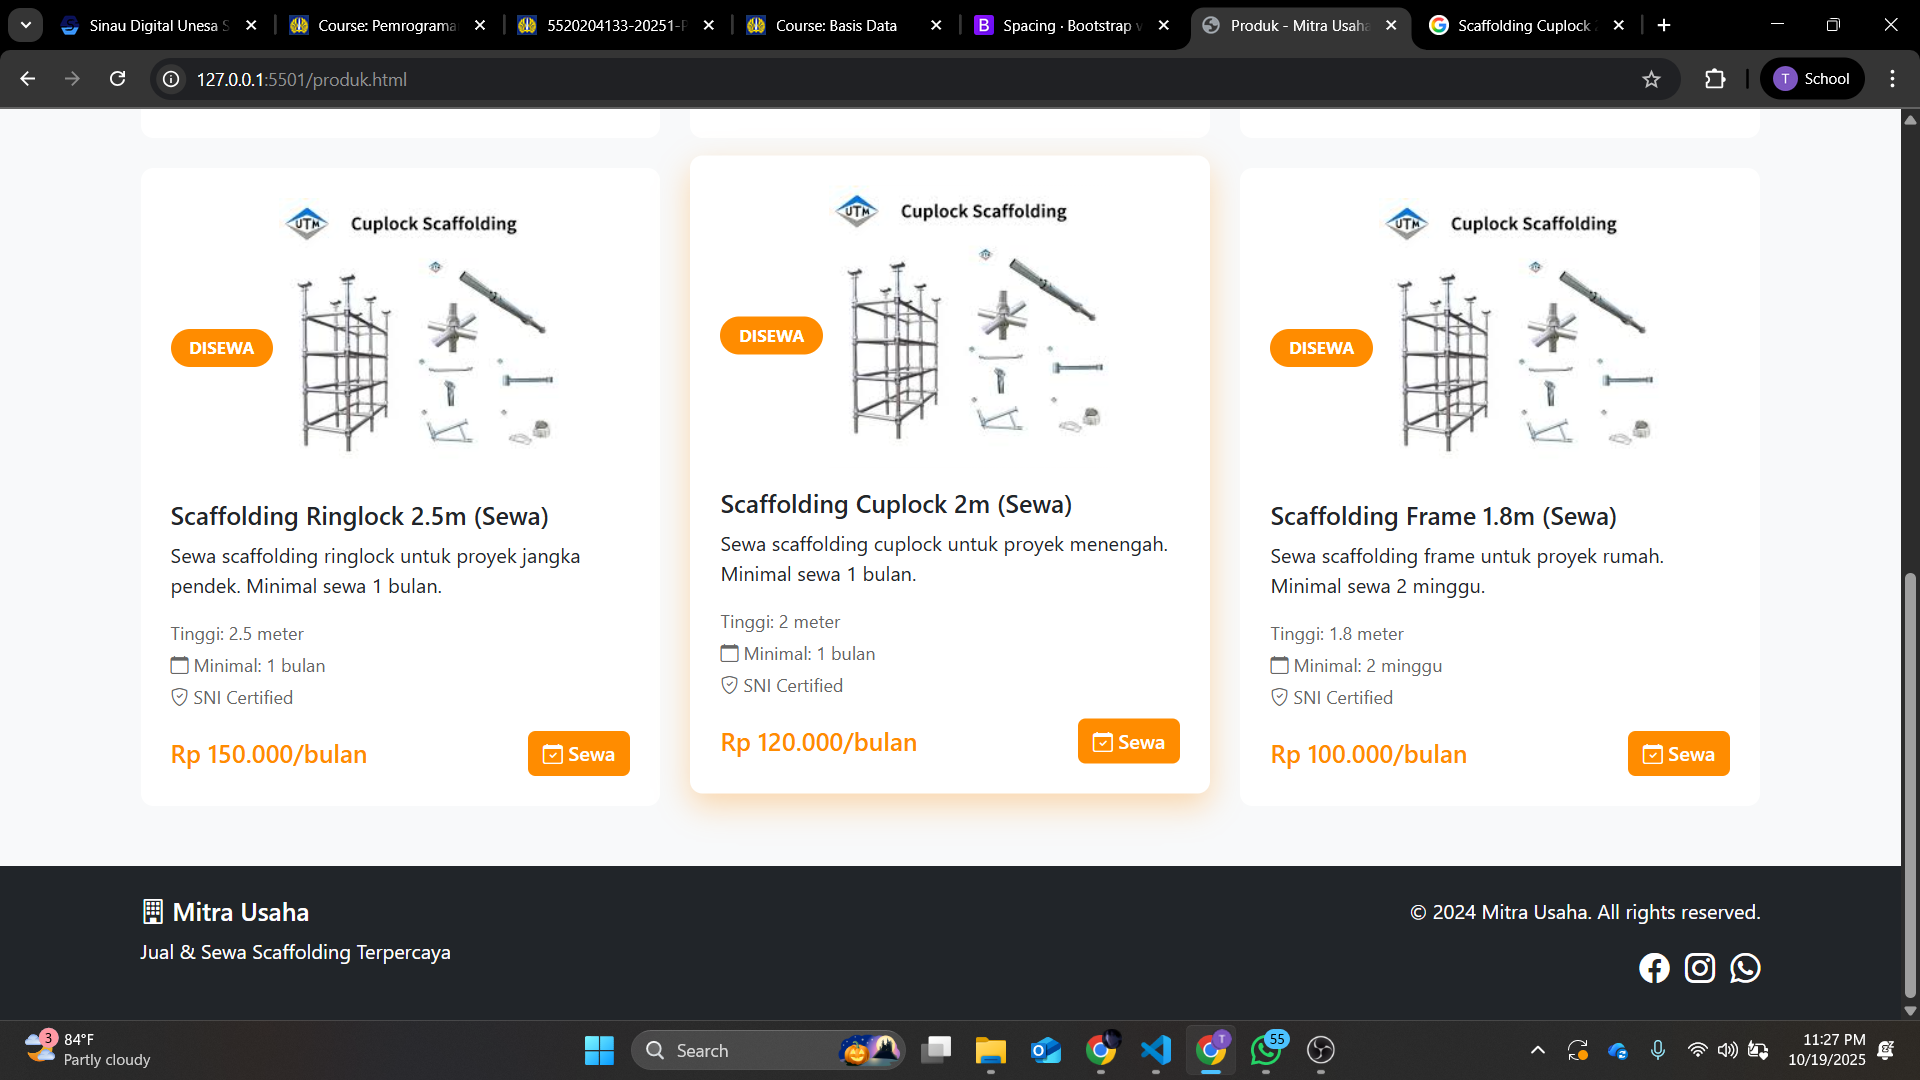 Sinau Digital Unesa S
Course: Pemrograma
5520204133-20251-P
Course: Basis Data
Spacing · Bootstrap v
Produk - Mitra Usaha
Scaffolding Cuplock 2
127.0.0.1:5501/produk.html
T School
UTM Cuplock Scaffolding
DISEWA
Scaffolding Ringlock 2.5m (Sewa)
Sewa scaffolding ringlock untuk proyek jangka
pendek. Minimal sewa 1 bulan.
Tinggi: 2.5 meter
Minimal: 1 bulan
SNI Certified
Rp 150.000/bulan
Sewa
UTM Cuplock Scaffolding
DISEWA
Scaffolding Cuplock 2m (Sewa)
Sewa scaffolding cuplock untuk proyek menengah.
Minimal sewa 1 bulan.
Tinggi: 2 meter
Minimal: 1 bulan
SNI Certified
Rp 120.000/bulan
Sewa
UTM Cuplock Scaffolding
DISEWA
Scaffolding Frame 1.8m (Sewa)
Sewa scaffolding frame untuk proyek rumah.
Minimal sewa 2 minggu.
Tinggi: 1.8 meter
Minimal: 2 minggu
SNI Certified
Rp 100.000/bulan
Sewa
Mitra Usaha
Jual & Sewa Scaffolding Terpercaya
© 2024 Mitra Usaha. All rights reserved.
3
84°F
Partly cloudy
Search
T
55
11:27 PM
10/19/2025